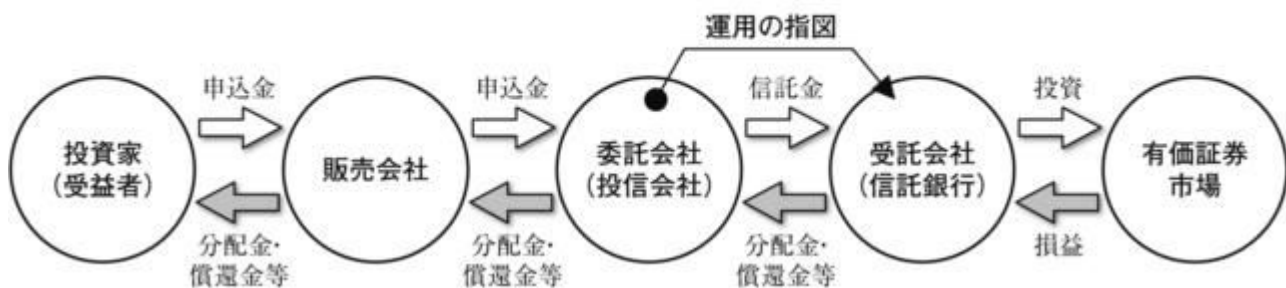 運用の指図
申込金
申込金
信託金
投資
投資家
(受益者)
販売会社
委託会社
(投信会社)
受託会社
(信託銀行)
有価証券
市場
分配金・
償還金等
分配金・
償還金等
分配金・
償還金等
損益